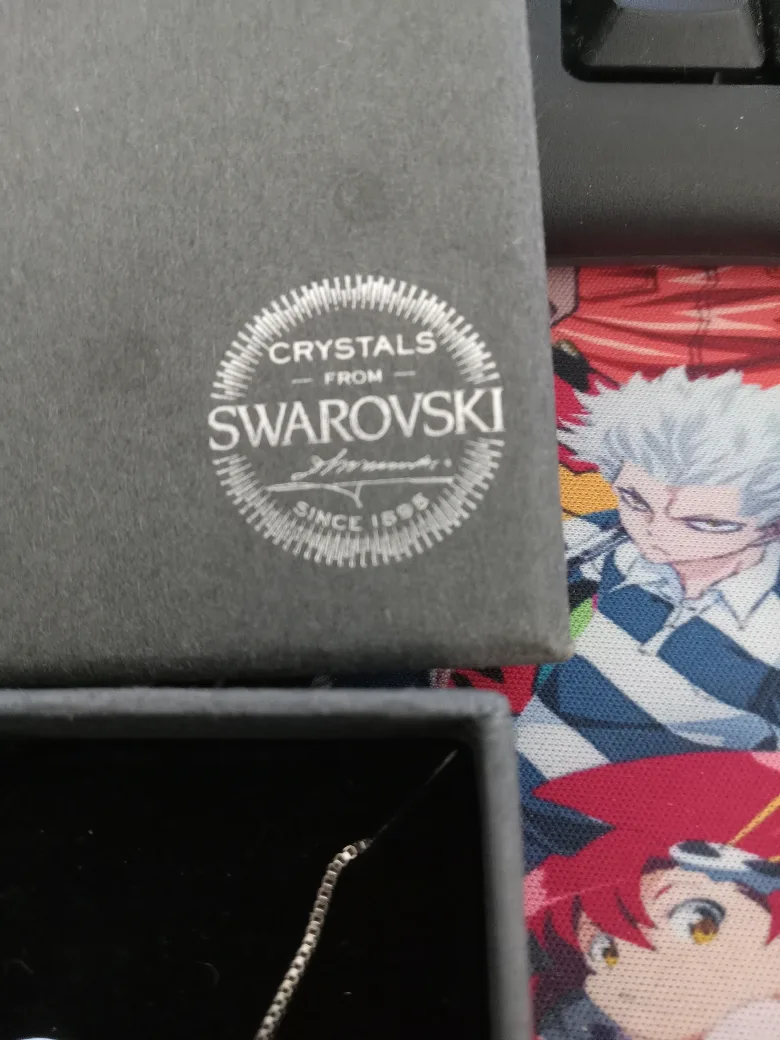 CRYSTALS
FROM
SWAROVSKI
SINCE 1895